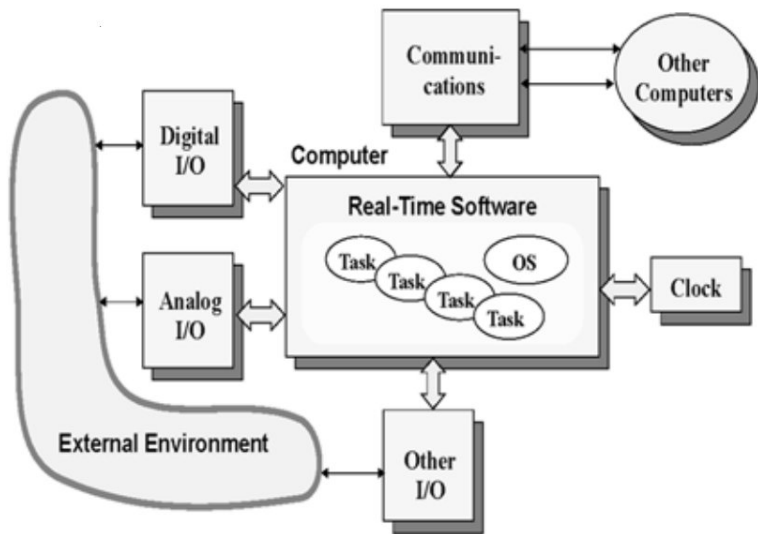 Communi-
cations
Other
Computers
Digital
I/O
Computer
Real-Time Software
Task
Task
Task
Task
OS
Analog
I/O
Clock
External Environment
Other
I/O